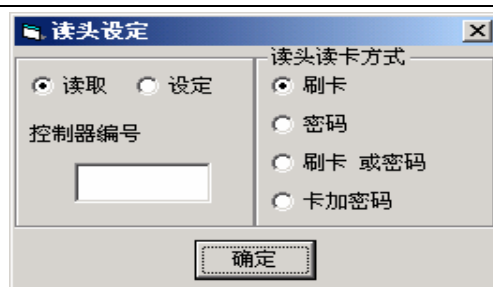 读头设定
读取 设定
控制器编号
读头读卡方式
刷卡
密码
刷卡 或密码
卡加密码
确定